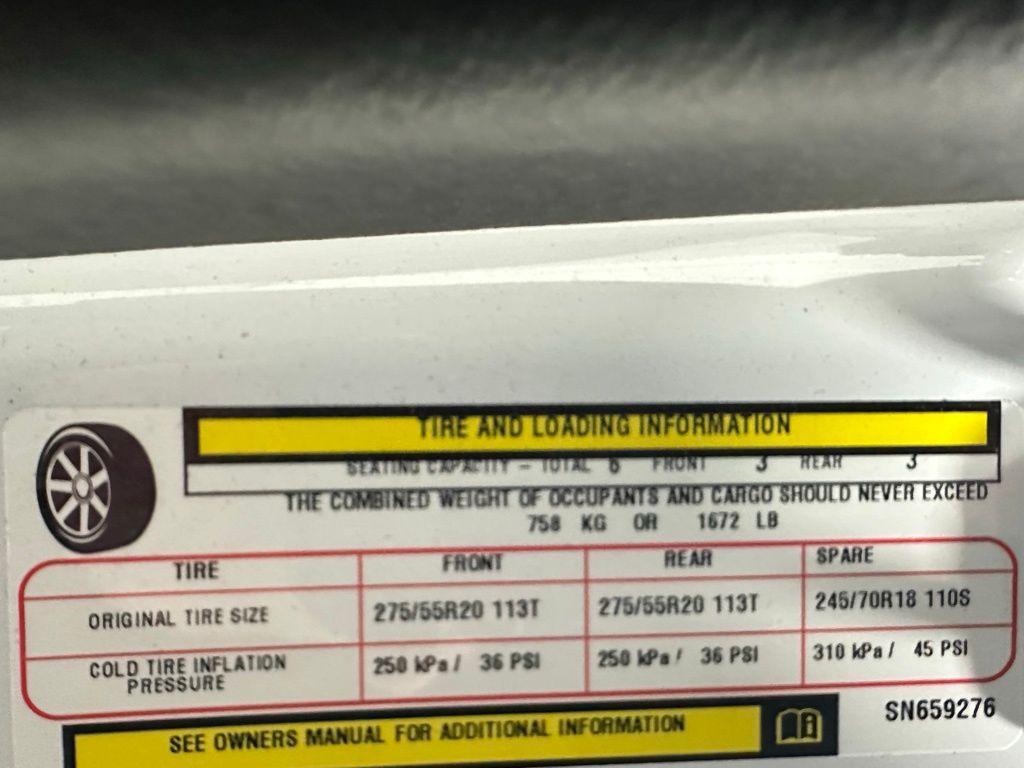 TIRE AND LOADING INFORMATION
SEATING CAPACITY - TOTAL 6 FRONT 3 REAR 3
THE COMBINED WEIGHT OF OCCUPANTS AND CARGO SHOULD NEVER EXCEED
758 KG OR 1672 LB
TIRE FRONT REAR SPARE
ORIGINAL TIRE SIZE 275/55R20 113T 275/55R20 113T 245/70R18 110S
COLD TIRE INFLATION PRESSURE 250 kPa / 36 PSI 250 kPa / 36 PSI 310 kPa / 45 PSI
SEE OWNERS MANUAL FOR ADDITIONAL INFORMATION
SN659276